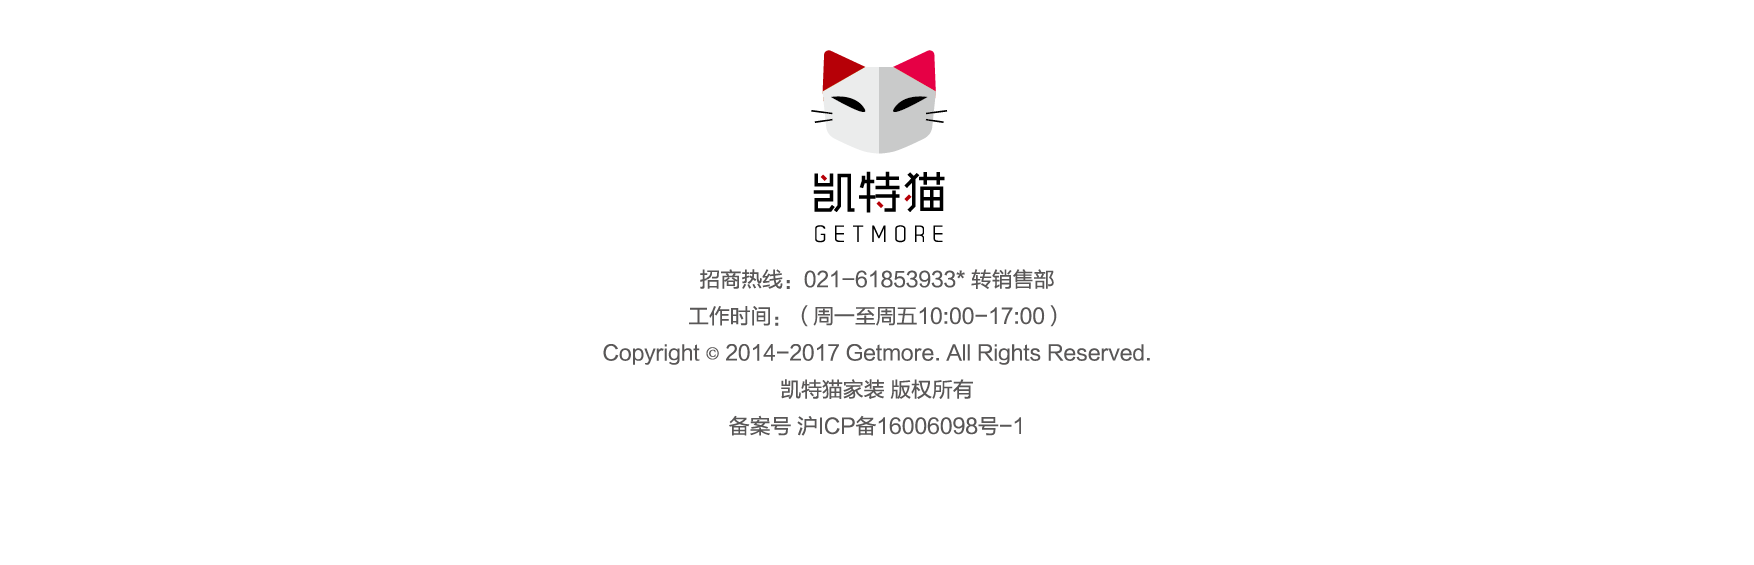 凯特猫
GETMORE
招商热线：021-61853933* 转销售部
工作时间：（周一至周五10:00-17:00）
Copyright © 2014-2017 Getmore. All Rights Reserved.
凯特猫家装 版权所有
备案号 沪ICP备16006098号-1